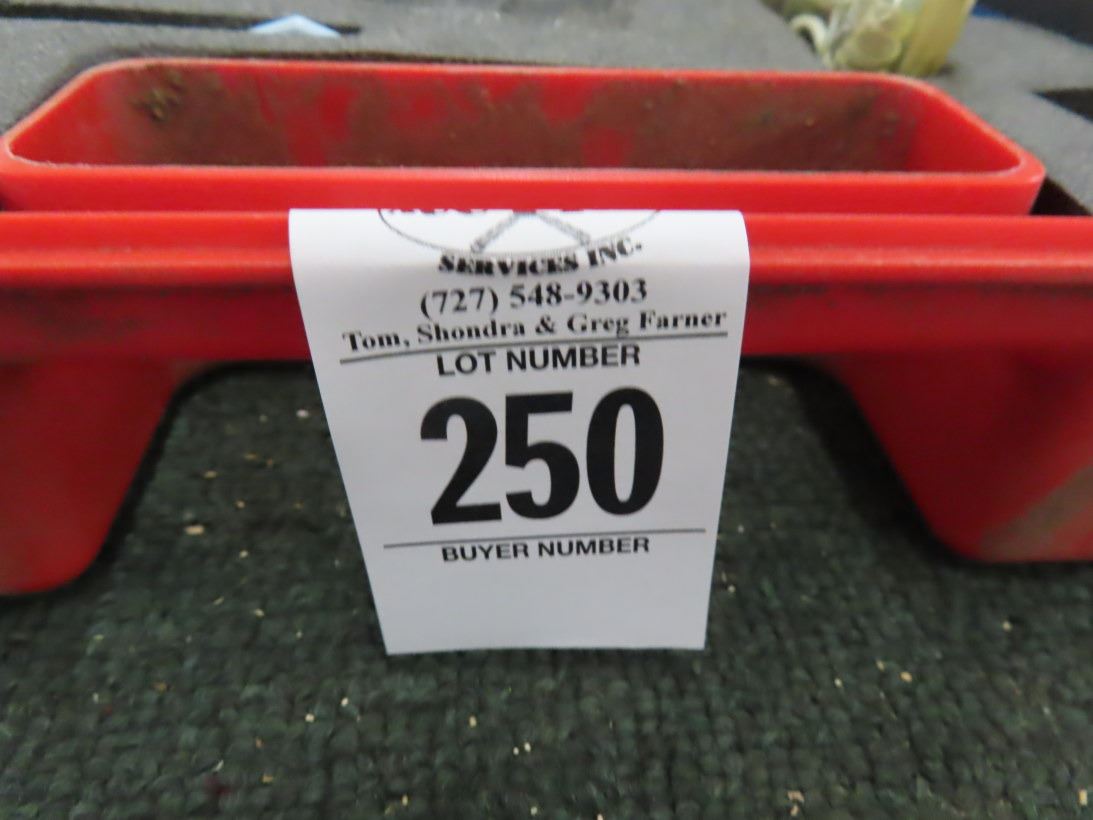 SERVICES INC.
(727) 548-9303
Tom, Shondra & Greg Farner
LOT NUMBER
250
BUYER NUMBER